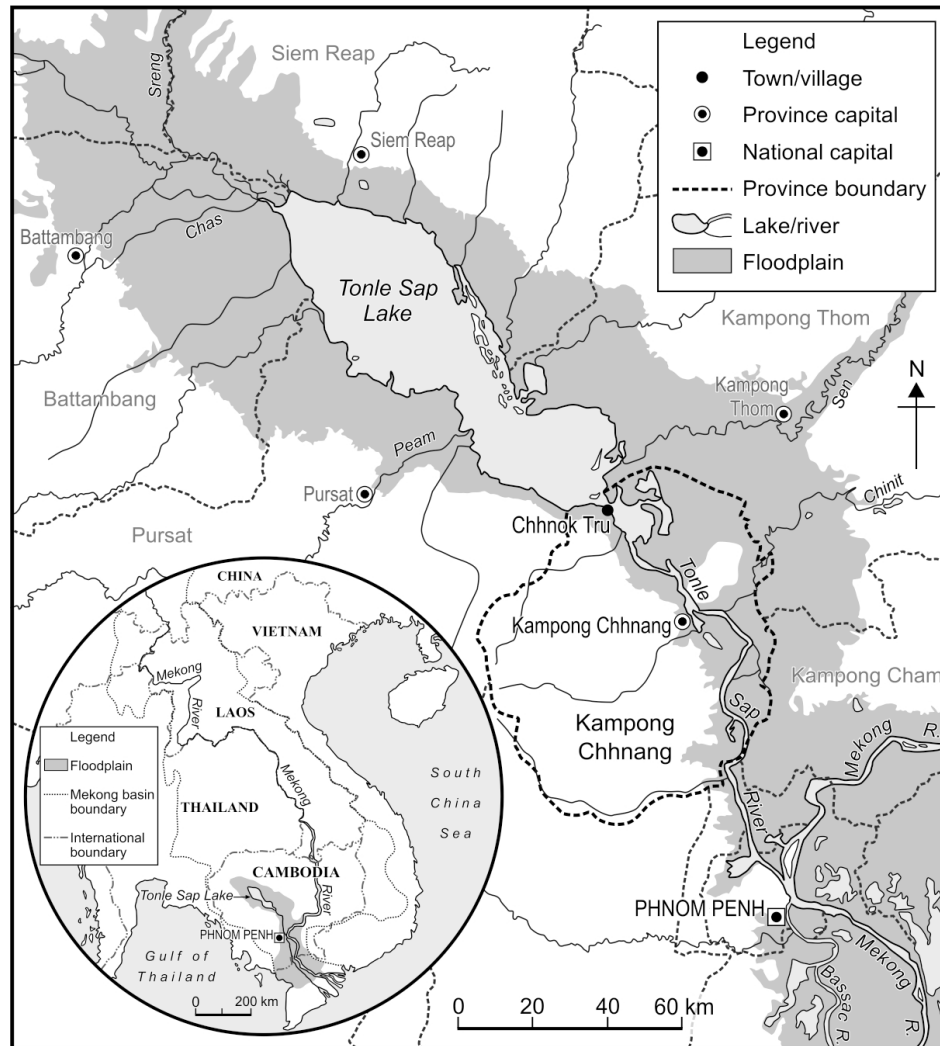 Legend
Town/village
Province capital
National capital
Province boundary
Lake/river
Floodplain
Siem Reap
Sreng
Siem Reap
Battambang
Chas
Tonle Sap
Lake
Kampong Thom
Kampong
Thom
Sen
N
Battambang
Peam
Pursat
Chinit
Pursat
Chhnok Tru
Tonle
Kampong Chhnang
Sap
River
Kampong Cham
Kampong
Chhnang
Mekong
R.
PHNOM PENH
Mekong
R.
Bassac R.
0 20 40 60 km
CHINA
VIETNAM
Mekong
River
LAOS
Legend
Floodplain
Mekong basin
boundary
International
boundary
THAILAND
Mekong
River
South
China
Sea
CAMBODIA
Tonle Sap Lake
PHNOM PENH
Gulf of
Thailand
0 200 km